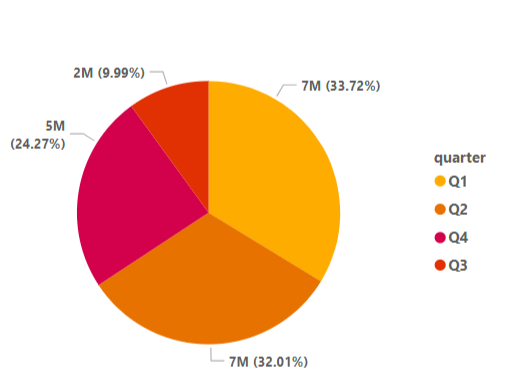 2M (9.99%)
7M (33.72%)
5M
(24.27%)
7M (32.01%)
quarter
Q1
Q2
Q4
Q3